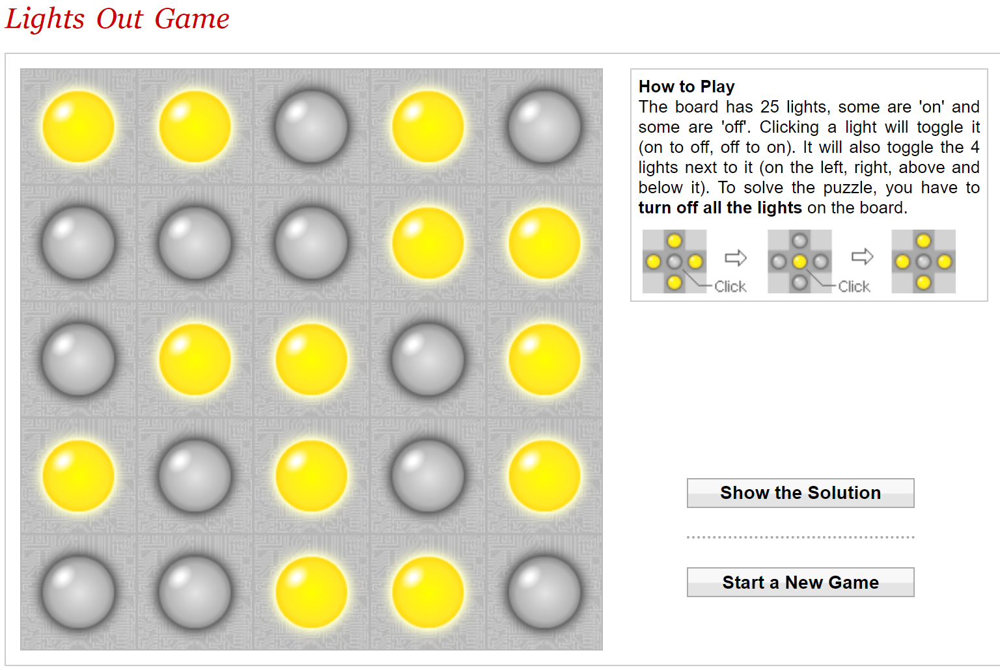 Lights Out Game
How to Play
The board has 25 lights, some are 'on' and
some are 'off'. Clicking a light will toggle it
(on to off, off to on). It will also toggle the 4
lights next to it (on the left, right, above and
below it). To solve the puzzle, you have to
turn off all the lights on the board.
Click
Click
Show the Solution
Start a New Game